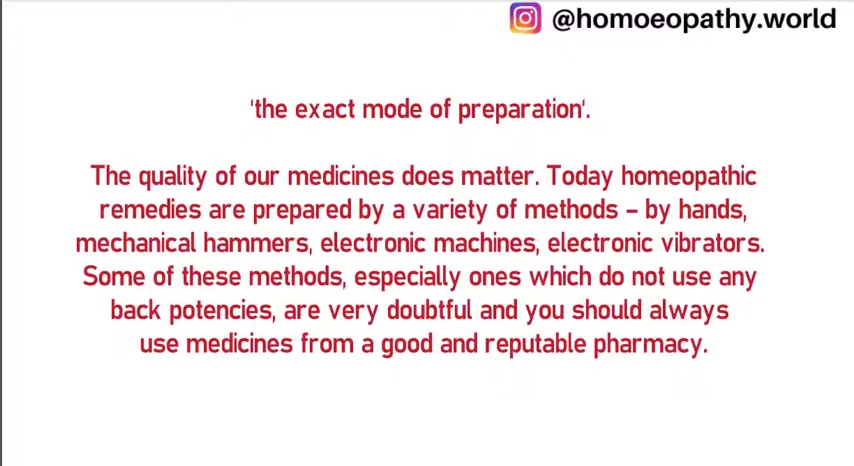 @homoeopathy.world
'the exact mode of preparation'.
The quality of our medicines does matter. Today homeopathic
remedies are prepared by a variety of methods – by hands,
mechanical hammers, electronic machines, electronic vibrators.
Some of these methods, especially ones which do not use any
back potencies, are very doubtful and you should always
use medicines from a good and reputable pharmacy.